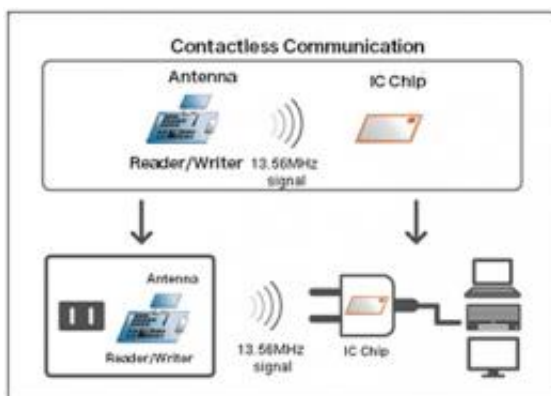 Contactless Communication
Antenna
IC Chip
Reader/Writer
13.56MHz
signal
Antenna
Reader/Writer
13.56MHz
signal
IC Chip